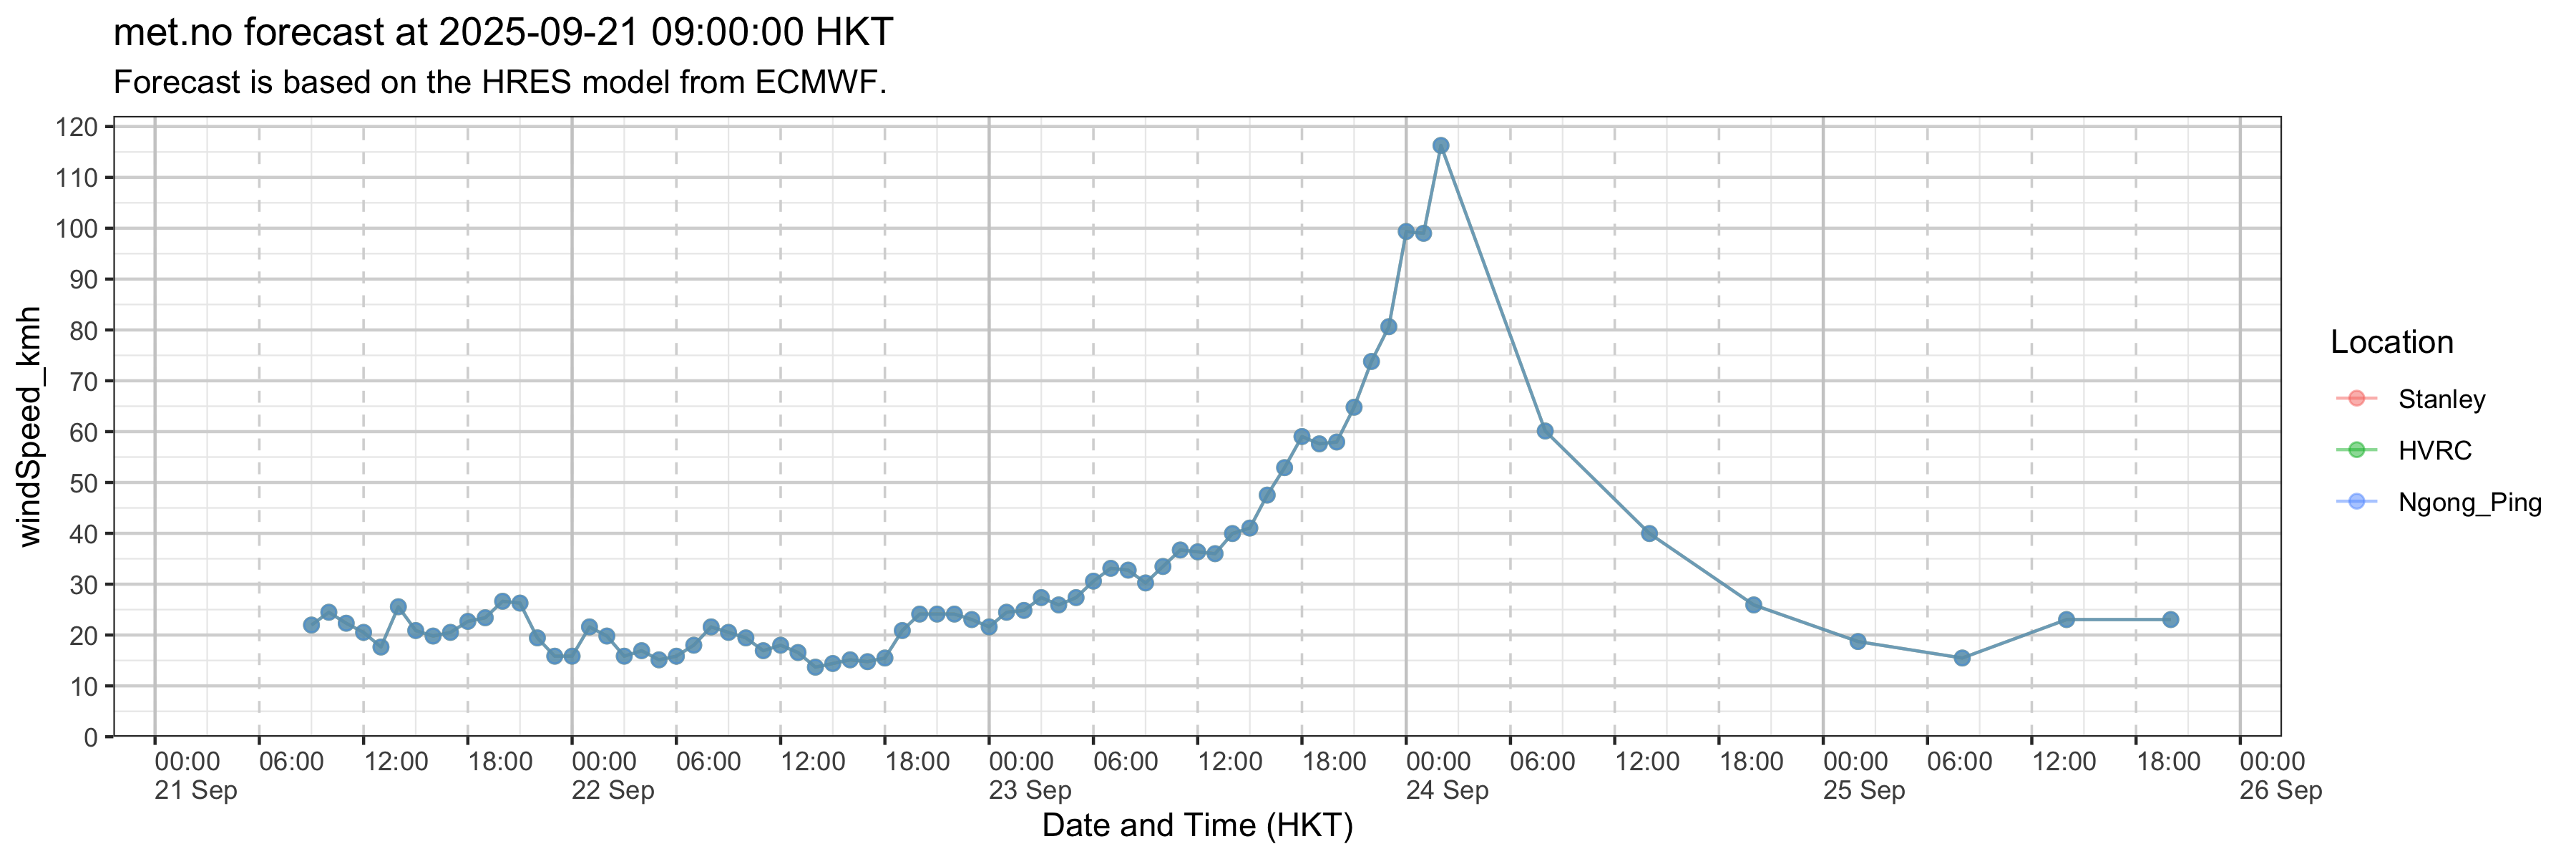 met.no forecast at 2025-09-21 09:00:00 HKT
Forecast is based on the HRES model from ECMWF.
120
110
100
90
80
70
60
50
40
30
20
10
0
windSpeed_kmh
00:00 06:00 12:00 18:00 00:00 06:00 12:00 18:00 00:00 06:00 12:00 18:00 00:00 06:00 12:00 18:00 00:00 06:00 12:00 18:00 00:00
21 Sep 22 Sep 23 Sep 24 Sep 25 Sep 26 Sep
Date and Time (HKT)
Location
Stanley
HVRC
Ngong_Ping